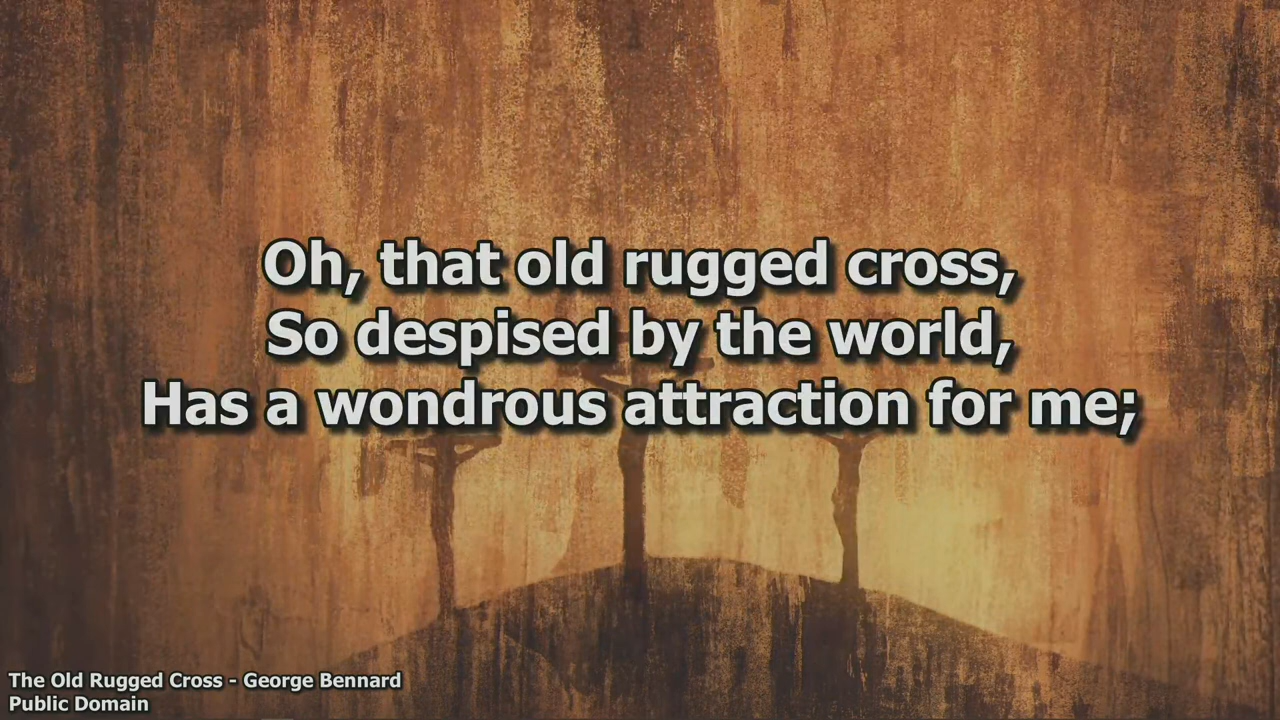 Oh, that old rugged cross,
So despised by the world,
Has a wondrous attraction for me;
The Old Rugged Cross - George Bennard
Public Domain